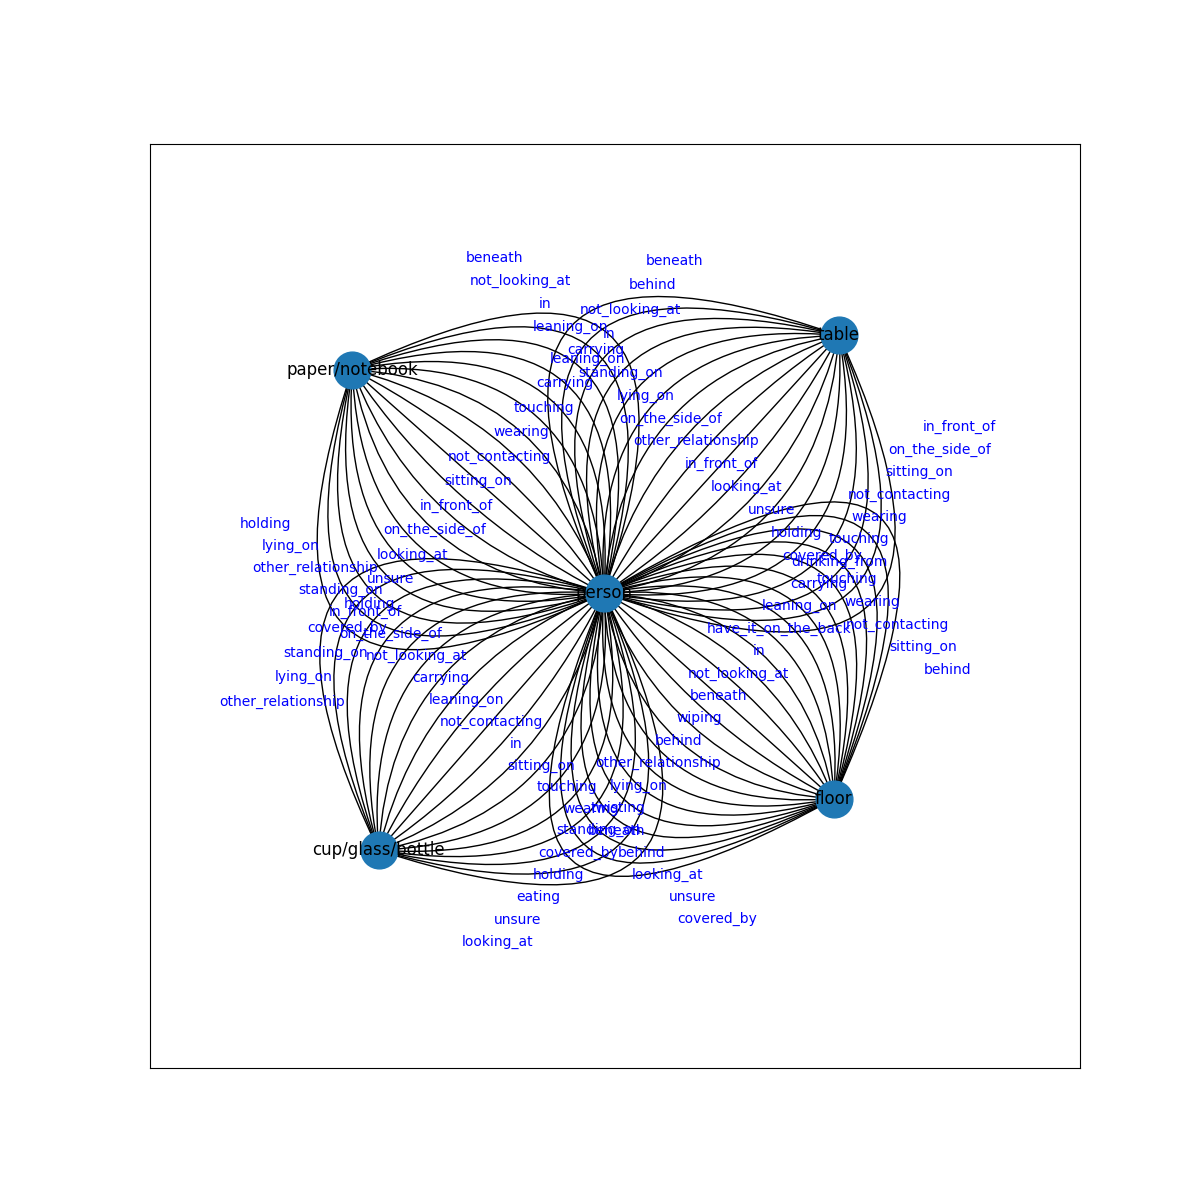 beneath
beneath
not_looking_at
behind
in
not_looking_at
leaning_on
in
table
carrying
leaning_on
paper/notebook
standing_on
carrying
lying_on
touching
on_the_side_of
in_front_of
wearing
other_relationship
on_the_side_of
not_contacting
in_front_of
sitting_on
sitting_on
looking_at
not_contacting
in_front_of
unsure
wearing
holding
on_the_side_of
holding
touching
lying_on
looking_at
covered_by
drinking_from
other_relationship
unsure
carrying
touching
standing_on
person
holding
leaning_on
wearing
in_front_of
covered_by
on_the_side_of
have_it_on_the_back
not_contacting
standing_on
not_looking_at
in
sitting_on
lying_on
carrying
not_looking_at
behind
other_relationship
leaning_on
beneath
not_contacting
wiping
in
behind
sitting_on
other_relationship
touching
lying_on
floor
wearing
twisting
standing_on
beneath
cup/glass/bottle
covered_by
behind
holding
looking_at
eating
unsure
unsure
covered_by
looking_at